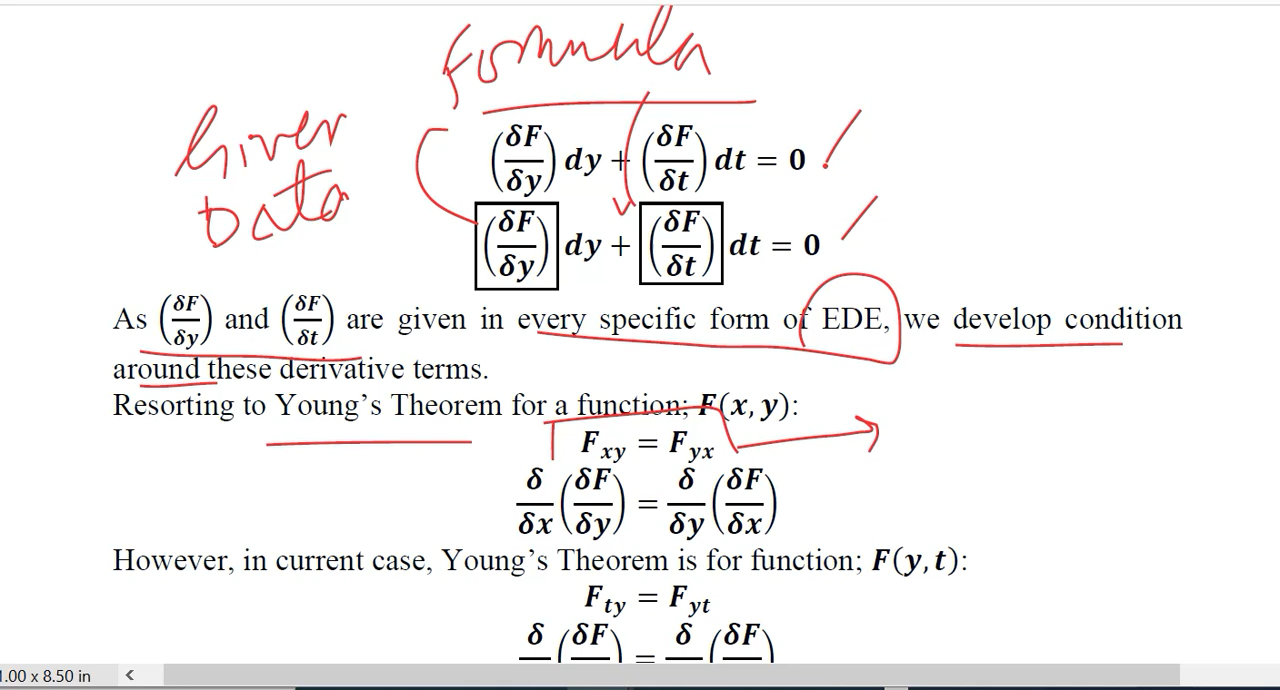 Formula
Given
Data
(δF/δy) dy + (δF/δt) dt = 0
(δF/δy) dy + (δF/δt) dt = 0
As (δF/δy) and (δF/δt) are given in every specific form of EDE, we develop condition
around these derivative terms.
Resorting to Young's Theorem for a function; F(x, y):
F_xy = F_yx
δ/δx (δF/δy) = δ/δy (δF/δx)
However, in current case, Young's Theorem is for function; F(y, t):
F_ty = F_yt
δ (δF) = δ (δF)
1.00 x 8.50 in